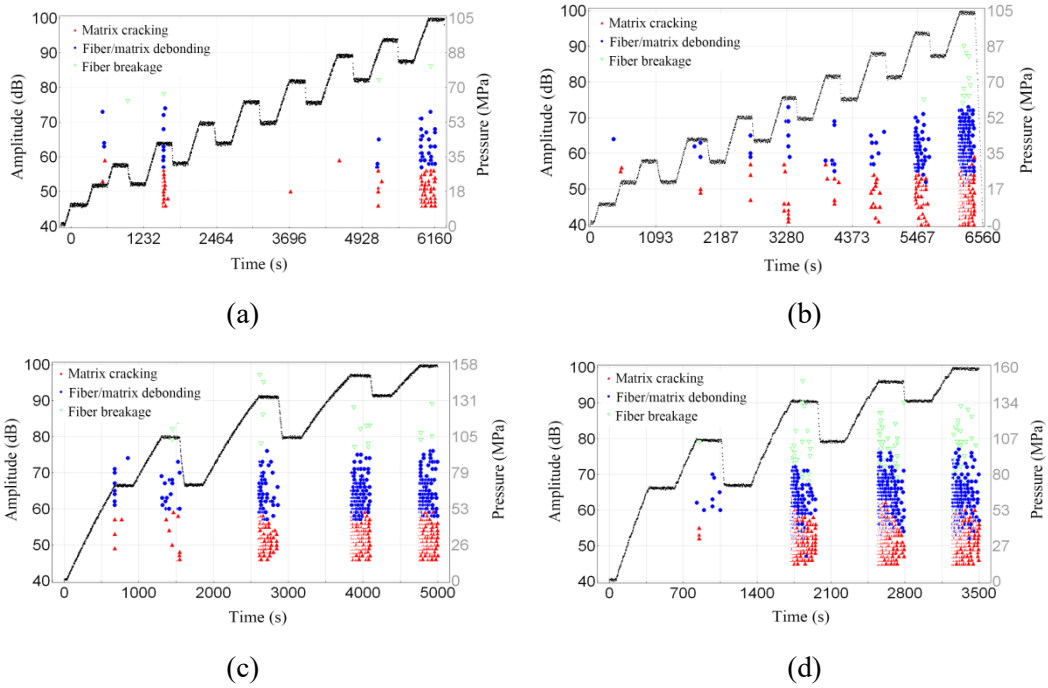 100
90
80
70
60
50
40
Amplitude (dB)
Matrix cracking
Fiber/matrix debonding
Fiber breakage
105
88
70
53
35
18
0
Pressure (MPa)
0 1232 2464 3696 4928 6160
Time (s)
(a)
100
90
80
70
60
50
40
Amplitude (dB)
Matrix cracking
Fiber/matrix debonding
Fiber breakage
105
87
70
52
35
17
0
Pressure (MPa)
0 1093 2187 3280 4373 5467 6560
Time (s)
(b)
100
90
80
70
60
50
40
Amplitude (dB)
Matrix cracking
Fiber/matrix debonding
Fiber breakage
158
131
105
79
53
26
0
Pressure (MPa)
0 1000 2000 3000 4000 5000
Time (s)
(c)
100
90
80
70
60
50
40
Amplitude (dB)
Matrix cracking
Fiber/matrix debonding
Fiber breakage
160
134
107
80
53
27
0
Pressure (MPa)
0 700 1400 2100 2800 3500
Time (s)
(d)